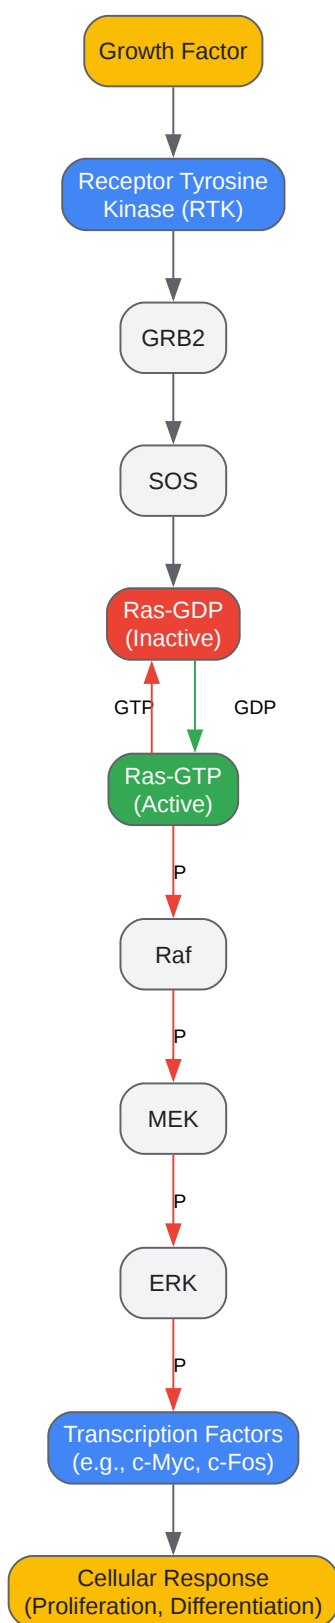 Growth Factor
Receptor Tyrosine
Kinase (RTK)
GRB2
SOS
Ras-GDP
(Inactive)
GTP
GDP
Ras-GTP
(Active)
P
Raf
P
MEK
P
ERK
P
Transcription Factors
(e.g., c-Myc, c-Fos)
Cellular Response
(Proliferation, Differentiation)